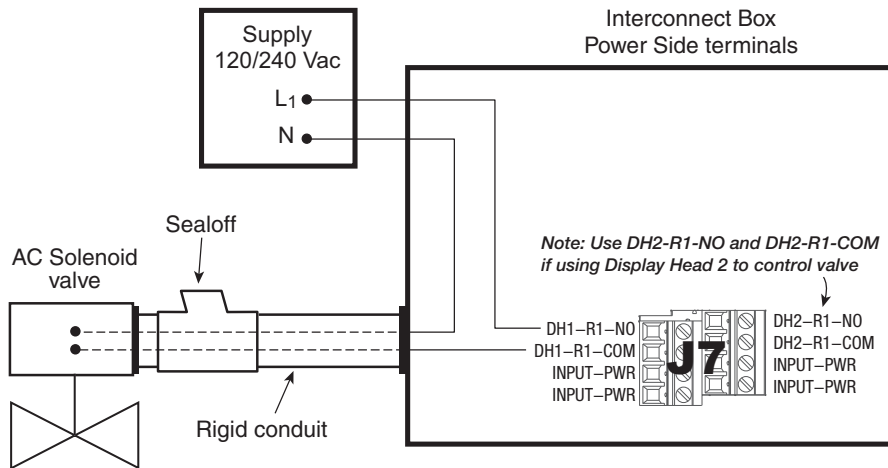 Interconnect Box
Power Side terminals
Supply
120/240 Vac
L1
N
Sealoff
AC Solenoid
valve
Note: Use DH2-R1-NO and DH2-R1-COM
if using Display Head 2 to control valve
DH1–R1–NO
DH1–R1–COM
INPUT–PWR
INPUT–PWR
J7
DH2–R1–NO
DH2–R1–COM
INPUT–PWR
INPUT–PWR
Rigid conduit